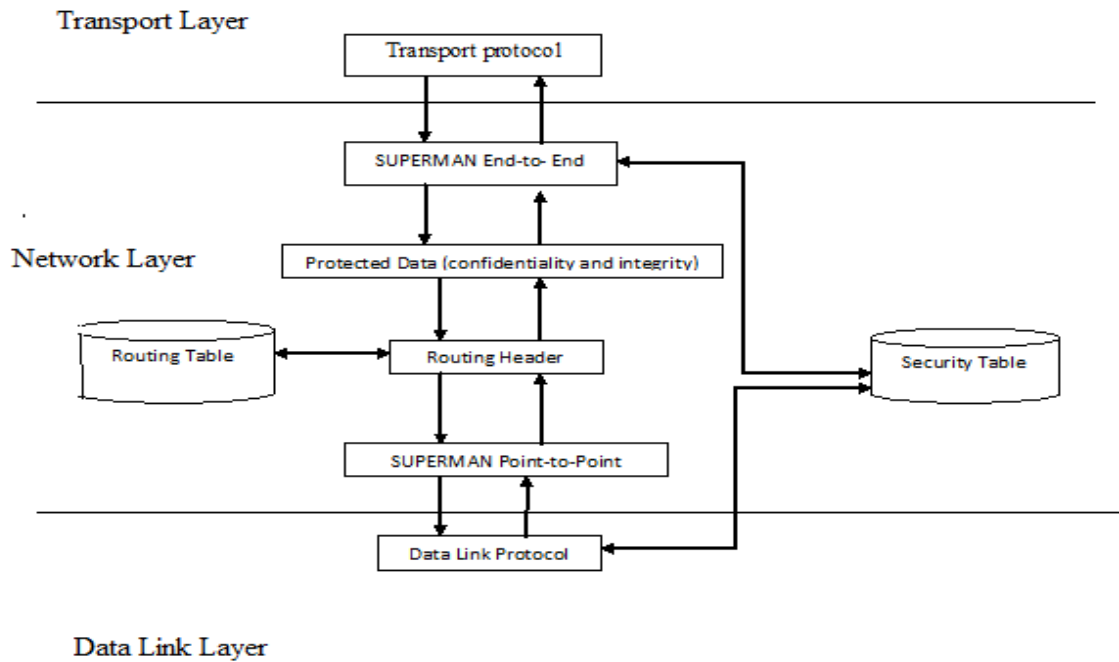 Transport Layer
Transport protocol
SUPERMAN End-to- End
Network Layer
Protected Data (confidentiality and integrity)
Routing Table
Routing Header
Security Table
SUPERMAN Point-to-Point
Data Link Protocol
Data Link Layer